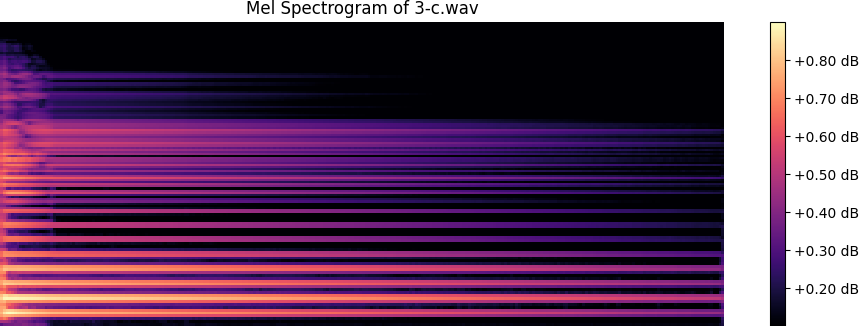 Mel Spectrogram of 3-c.wav
+0.80 dB
+0.70 dB
+0.60 dB
+0.50 dB
+0.40 dB
+0.30 dB
+0.20 dB